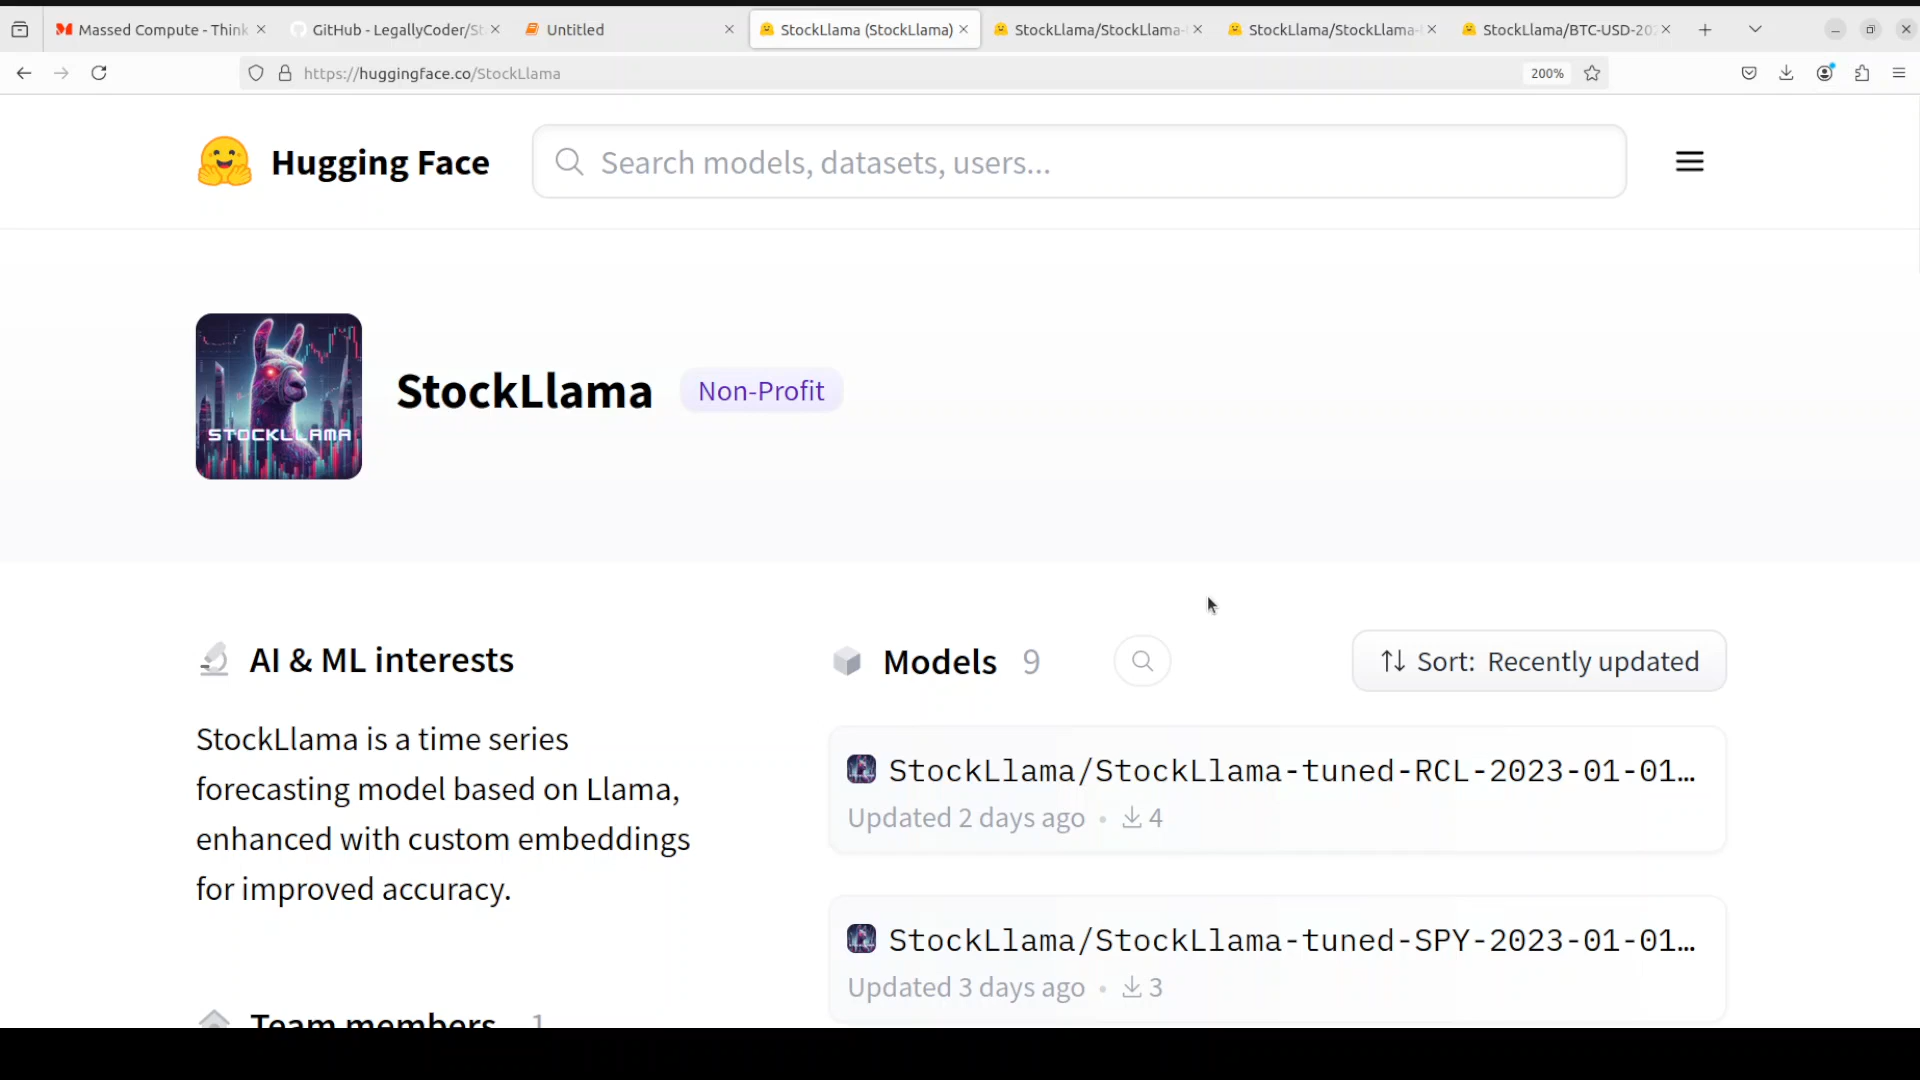 Massed Compute - Think
GitHub - LegallyCoder/St
Untitled
StockLlama (StockLlama)
StockLlama/StockLlama-
StockLlama/StockLlama-
StockLlama/BTC-USD-20
https://huggingface.co/StockLlama
200%
Hugging Face
Search models, datasets, users...
STOCKLLAMA
StockLlama
Non-Profit
AI & ML interests
StockLlama is a time series
forecasting model based on Llama,
enhanced with custom embeddings
for improved accuracy.
Team members 1
Models 9
Sort: Recently updated
StockLlama/StockLlama-tuned-RCL-2023-01-01…
Updated 2 days ago • 4
StockLlama/StockLlama-tuned-SPY-2023-01-01…
Updated 3 days ago • 3